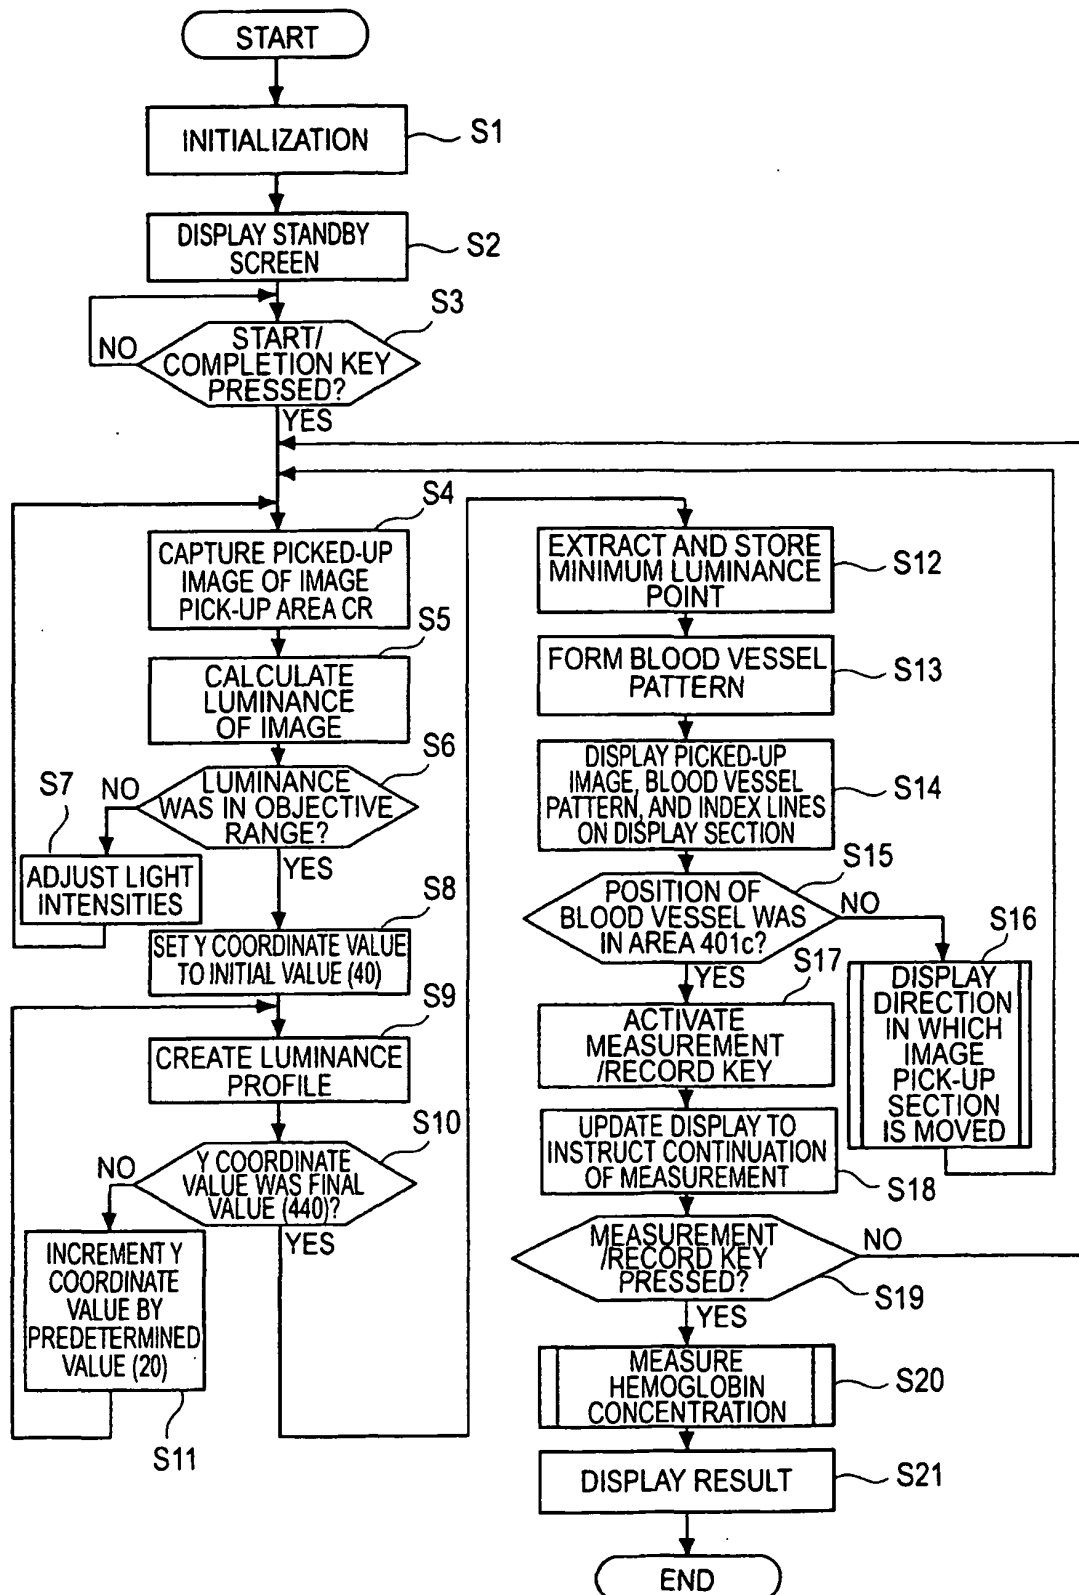 START
INITIALIZATION
S1
DISPLAY STANDBY
SCREEN
S2
S3
START/
COMPLETION KEY
PRESSED?
NO
YES
S4
CAPTURE PICKED-UP
IMAGE OF IMAGE
PICK-UP AREA CR
S5
CALCULATE
LUMINANCE
OF IMAGE
S6
LUMINANCE
WAS IN OBJECTIVE
RANGE?
NO
YES
S7
ADJUST LIGHT
INTENSITIES
S8
SET Y COORDINATE VALUE
TO INITIAL VALUE (40)
S9
CREATE LUMINANCE
PROFILE
S10
Y COORDINATE
VALUE WAS FINAL
VALUE (440)?
NO
YES
INCREMENT Y
COORDINATE
VALUE BY
PREDETERMINED
VALUE (20)
S11
EXTRACT AND STORE
MINIMUM LUMINANCE
POINT
S12
FORM BLOOD VESSEL
PATTERN
S13
DISPLAY PICKED-UP
IMAGE, BLOOD VESSEL
PATTERN, AND INDEX LINES
ON DISPLAY SECTION
S14
S15
POSITION OF
BLOOD VESSEL WAS
IN AREA 401c?
NO
YES
S16
DISPLAY
DIRECTION
IN WHICH
IMAGE
PICK-UP
SECTION
IS MOVED
S17
ACTIVATE
MEASUREMENT
/RECORD KEY
UPDATE DISPLAY TO
INSTRUCT CONTINUATION
OF MEASUREMENT
S18
MEASUREMENT
/RECORD KEY
PRESSED?
NO
S19
YES
MEASURE
HEMOGLOBIN
CONCENTRATION
S20
DISPLAY RESULT
S21
END